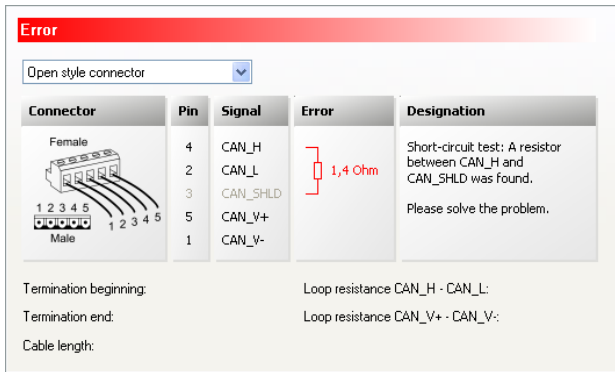 Error
Open style connector
Connector
Pin
Signal
Error
Designation
Female
1 2 3 4 5
Male
1 2 3 4 5
4 CAN_H
2 CAN_L
3 CAN_SHLD
5 CAN_V+
1 CAN_V-
1,4 Ohm
Short-circuit test: A resistor
between CAN_H and
CAN_SHLD was found.
Please solve the problem.
Termination beginning:
Loop resistance CAN_H - CAN_L:
Termination end:
Loop resistance CAN_V+ - CAN_V-:
Cable length: